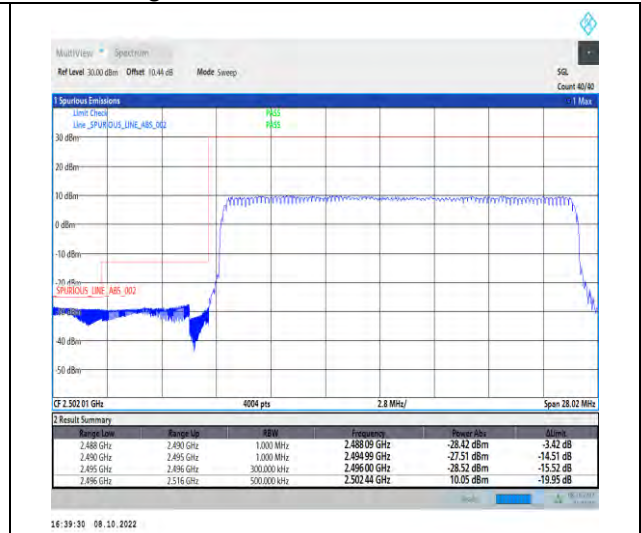 MultiView Spectrum
Ref Level 30.00 dBm Offset 10.44 dB Mode Sweep SGL
Count 40/40
1 Spurious Emissions 1 Max
Limit Check PASS
Line _SPURIOUS_LINE_ABS_002 PASS
30 dBm
20 dBm
10 dBm
0 dBm
-10 dBm
-20 dBm
SPURIOUS_LINE_ABS_002
-30 dBm
-40 dBm
-50 dBm
CF 2.502 01 GHz 4004 pts 2.8 MHz/ Span 28.02 MHz
2 Result Summary
Range Low Range Up RBW Frequency Power Abs ΔLimit
2.488 GHz 2.490 GHz 1.000 MHz 2.488 09 GHz -28.42 dBm -3.42 dB
2.490 GHz 2.495 GHz 1.000 MHz 2.494 99 GHz -27.51 dBm -14.51 dB
2.495 GHz 2.496 GHz 300.000 kHz 2.496 00 GHz -28.52 dBm -15.52 dB
2.496 GHz 2.516 GHz 500.000 kHz 2.502 44 GHz 10.05 dBm -19.95 dB
16:39:30 08.10.2022